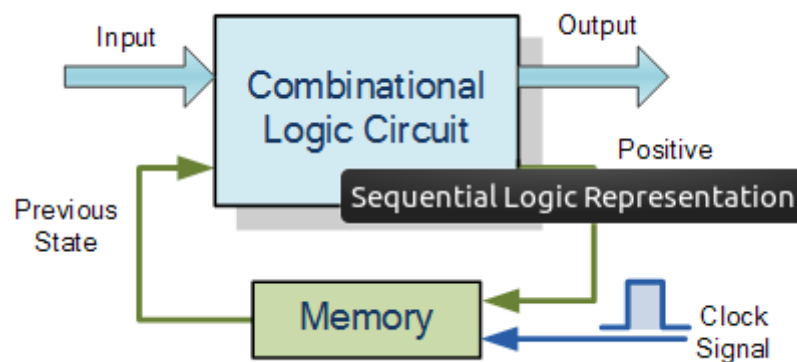 Input
Output
Combinational
Logic Circuit
Positive
Sequential Logic Representation
Previous
State
Memory
Clock
Signal